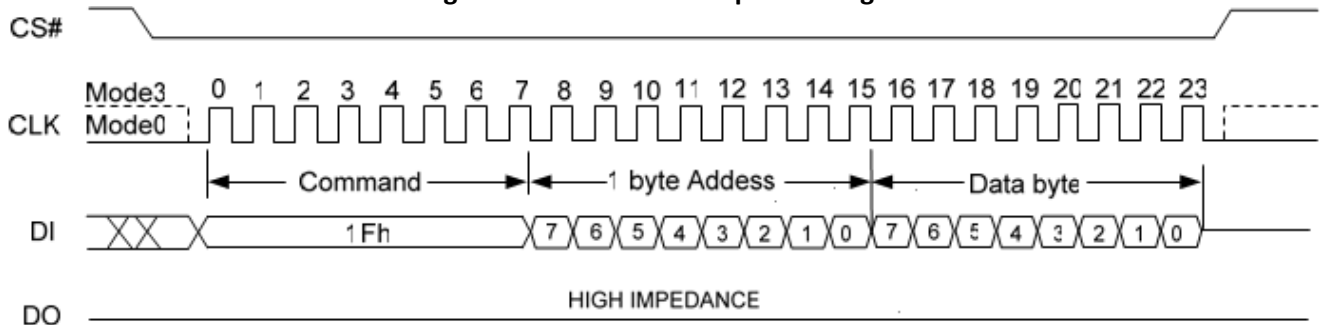 CS#
Mode3 0 1 2 3 4 5 6 7 8 9 10 11 12 13 14 15 16 17 18 19 20 21 22 23
CLK Mode0
Command 1 byte Addess Data byte
DI 1Fh 7 6 5 4 3 2 1 0 7 6 5 4 3 2 1 0
HIGH IMPEDANCE
DO